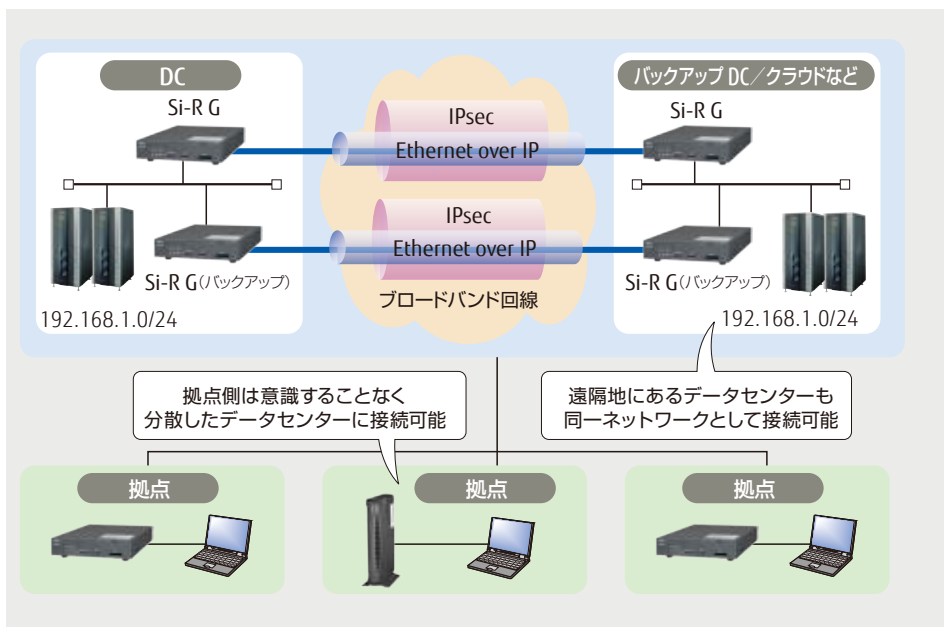 DC
バックアップ DC／クラウドなど
Si-R G
Si-R G
IPsec
Ethernet over IP
IPsec
Ethernet over IP
Si-R G（バックアップ）
Si-R G（バックアップ）
ブロードバンド回線
192.168.1.0/24
192.168.1.0/24
拠点側は意識することなく
分散したデータセンターに接続可能
遠隔地にあるデータセンターも
同一ネットワークとして接続可能
拠点
拠点
拠点